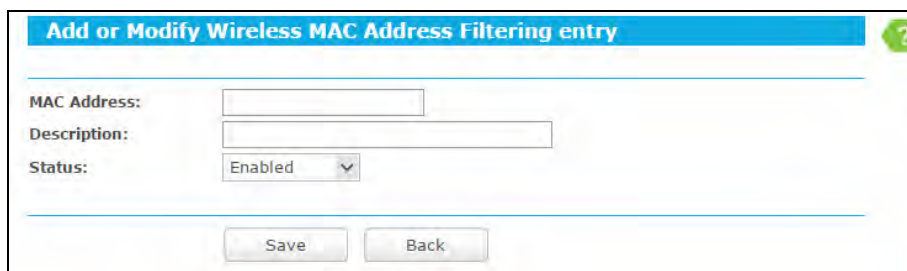 Add or Modify Wireless MAC Address Filtering entry
?
MAC Address:
Description:
Status: Enabled
Save Back